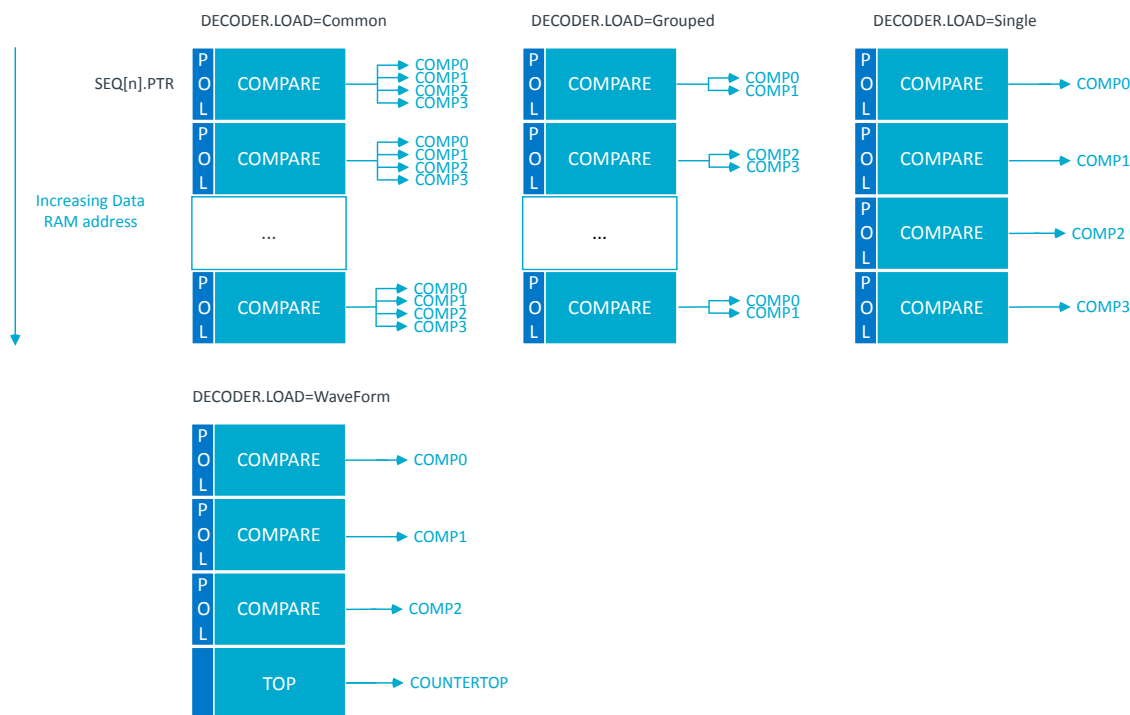 DECODER.LOAD=Common
DECODER.LOAD=Grouped
DECODER.LOAD=Single
SEQ[n].PTR
Increasing Data
RAM address
P
O
L
COMPARE
COMP0
COMP1
COMP2
COMP3
P
O
L
COMPARE
COMP0
COMP1
COMP2
COMP3
...
P
O
L
COMPARE
COMP0
COMP1
COMP2
COMP3
P
O
L
COMPARE
COMP0
COMP1
P
O
L
COMPARE
COMP2
COMP3
...
P
O
L
COMPARE
COMP0
COMP1
P
O
L
COMPARE
COMP0
P
O
L
COMPARE
COMP1
P
O
L
COMPARE
COMP2
P
O
L
COMPARE
COMP3
DECODER.LOAD=WaveForm
P
O
L
COMPARE
COMP0
P
O
L
COMPARE
COMP1
P
O
L
COMPARE
COMP2
TOP
COUNTERTOP